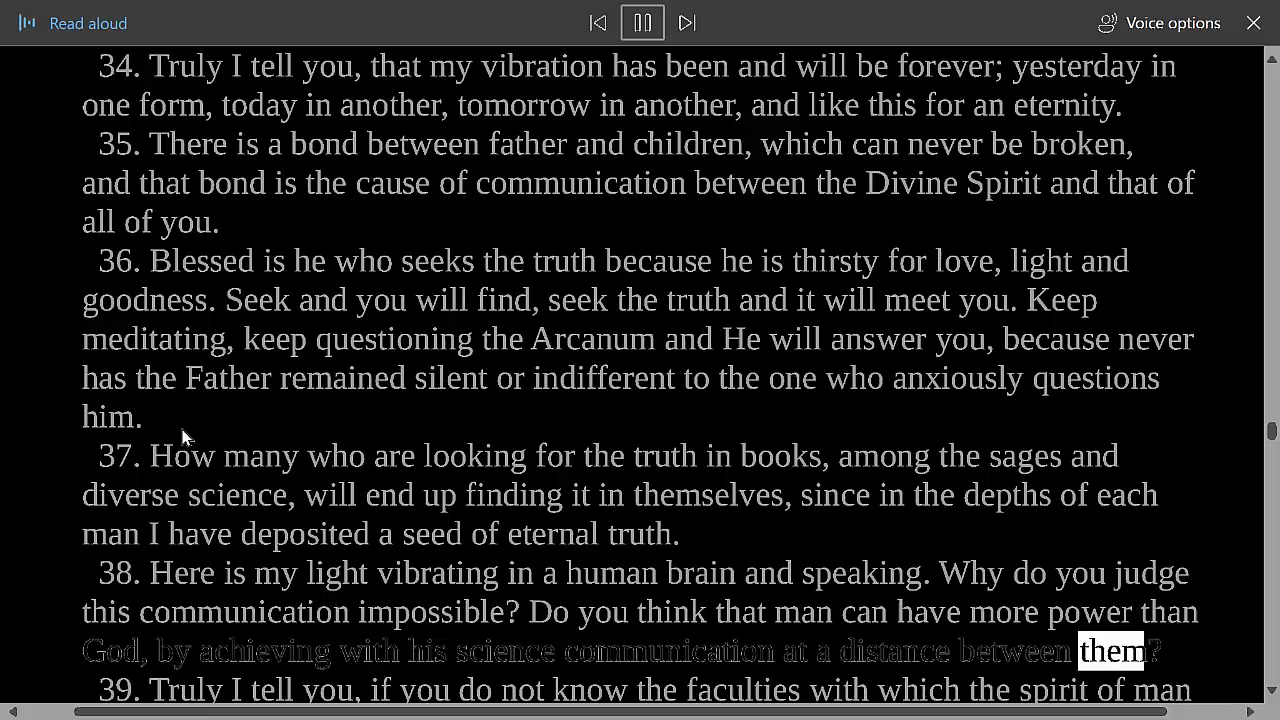 Read aloud
Voice options
34. Truly I tell you, that my vibration has been and will be forever; yesterday in
one form, today in another, tomorrow in another, and like this for an eternity.
35. There is a bond between father and children, which can never be broken,
and that bond is the cause of communication between the Divine Spirit and that of
all of you.
36. Blessed is he who seeks the truth because he is thirsty for love, light and
goodness. Seek and you will find, seek the truth and it will meet you. Keep
meditating, keep questioning the Arcanum and He will answer you, because never
has the Father remained silent or indifferent to the one who anxiously questions
him.
37. How many who are looking for the truth in books, among the sages and
diverse science, will end up finding it in themselves, since in the depths of each
man I have deposited a seed of eternal truth.
38. Here is my light vibrating in a human brain and speaking. Why do you judge
this communication impossible? Do you think that man can have more power than
God, by achieving with his science communication at a distance between them?
39. Truly I tell you, if you do not know the faculties with which the spirit of man